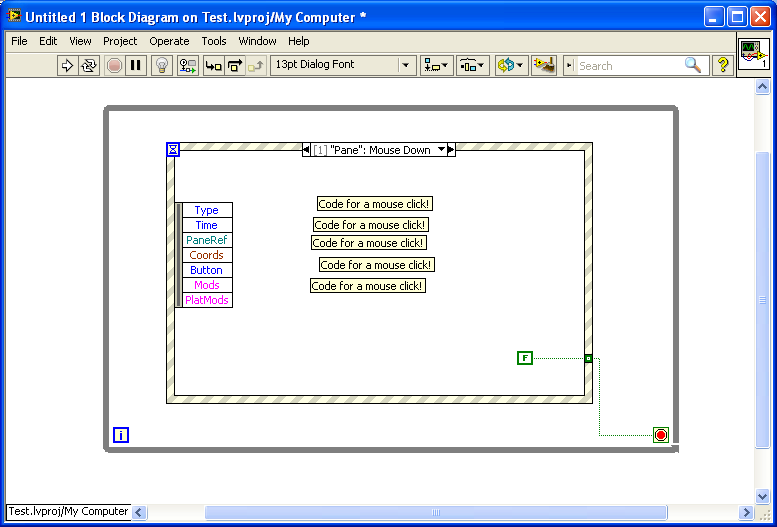 Untitled 1 Block Diagram on Test.lvproj/My Computer *
File Edit View Project Operate Tools Window Help
13pt Dialog Font
Search
?
1
[1] "Pane": Mouse Down
Type
Time
PaneRef
Coords
Button
Mods
PlatMods
Code for a mouse click!
Code for a mouse click!
Code for a mouse click!
Code for a mouse click!
Code for a mouse click!
F
i
Test.lvproj/My Computer